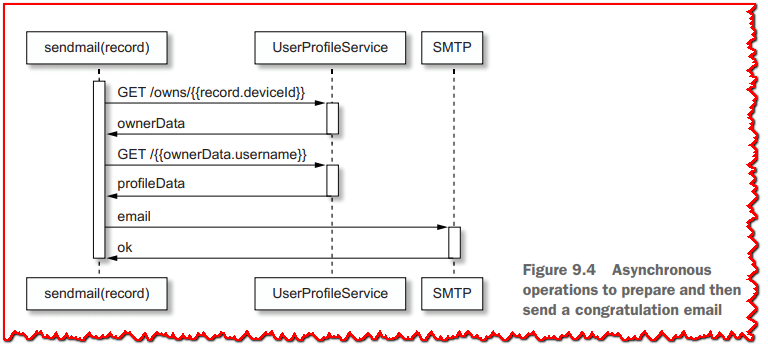 sendmail(record) UserProfileService SMTP
GET /owns/{{record.deviceId}}
ownerData
GET /{{ownerData.username}}
profileData
email
ok
sendmail(record) UserProfileService SMTP
Figure 9.4 Asynchronous
operations to prepare and then
send a congratulation email